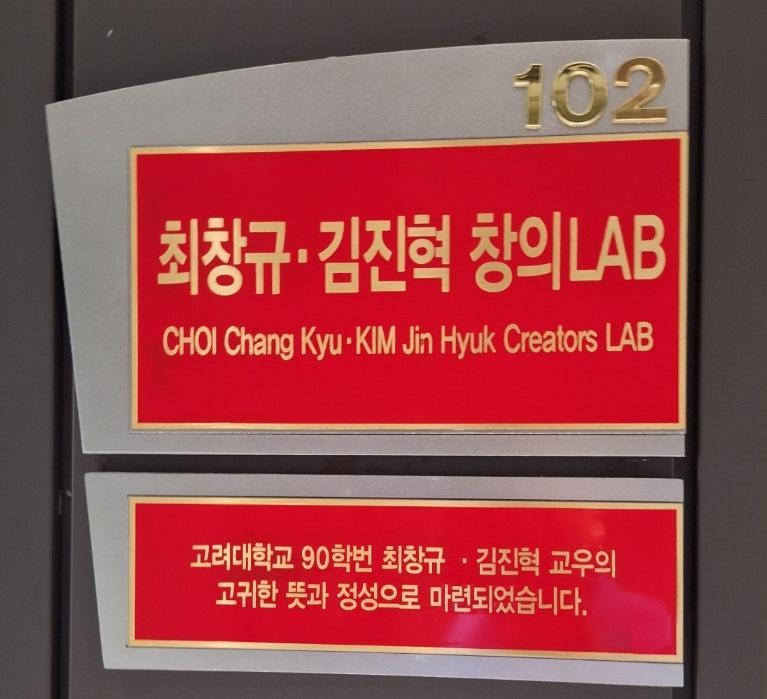 102
최창규·김진혁 창의LAB
CHOI Chang Kyu·KIM Jin Hyuk Creators LAB
고려대학교 90학번 최창규 · 김진혁 교우의
고귀한 뜻과 정성으로 마련되었습니다.